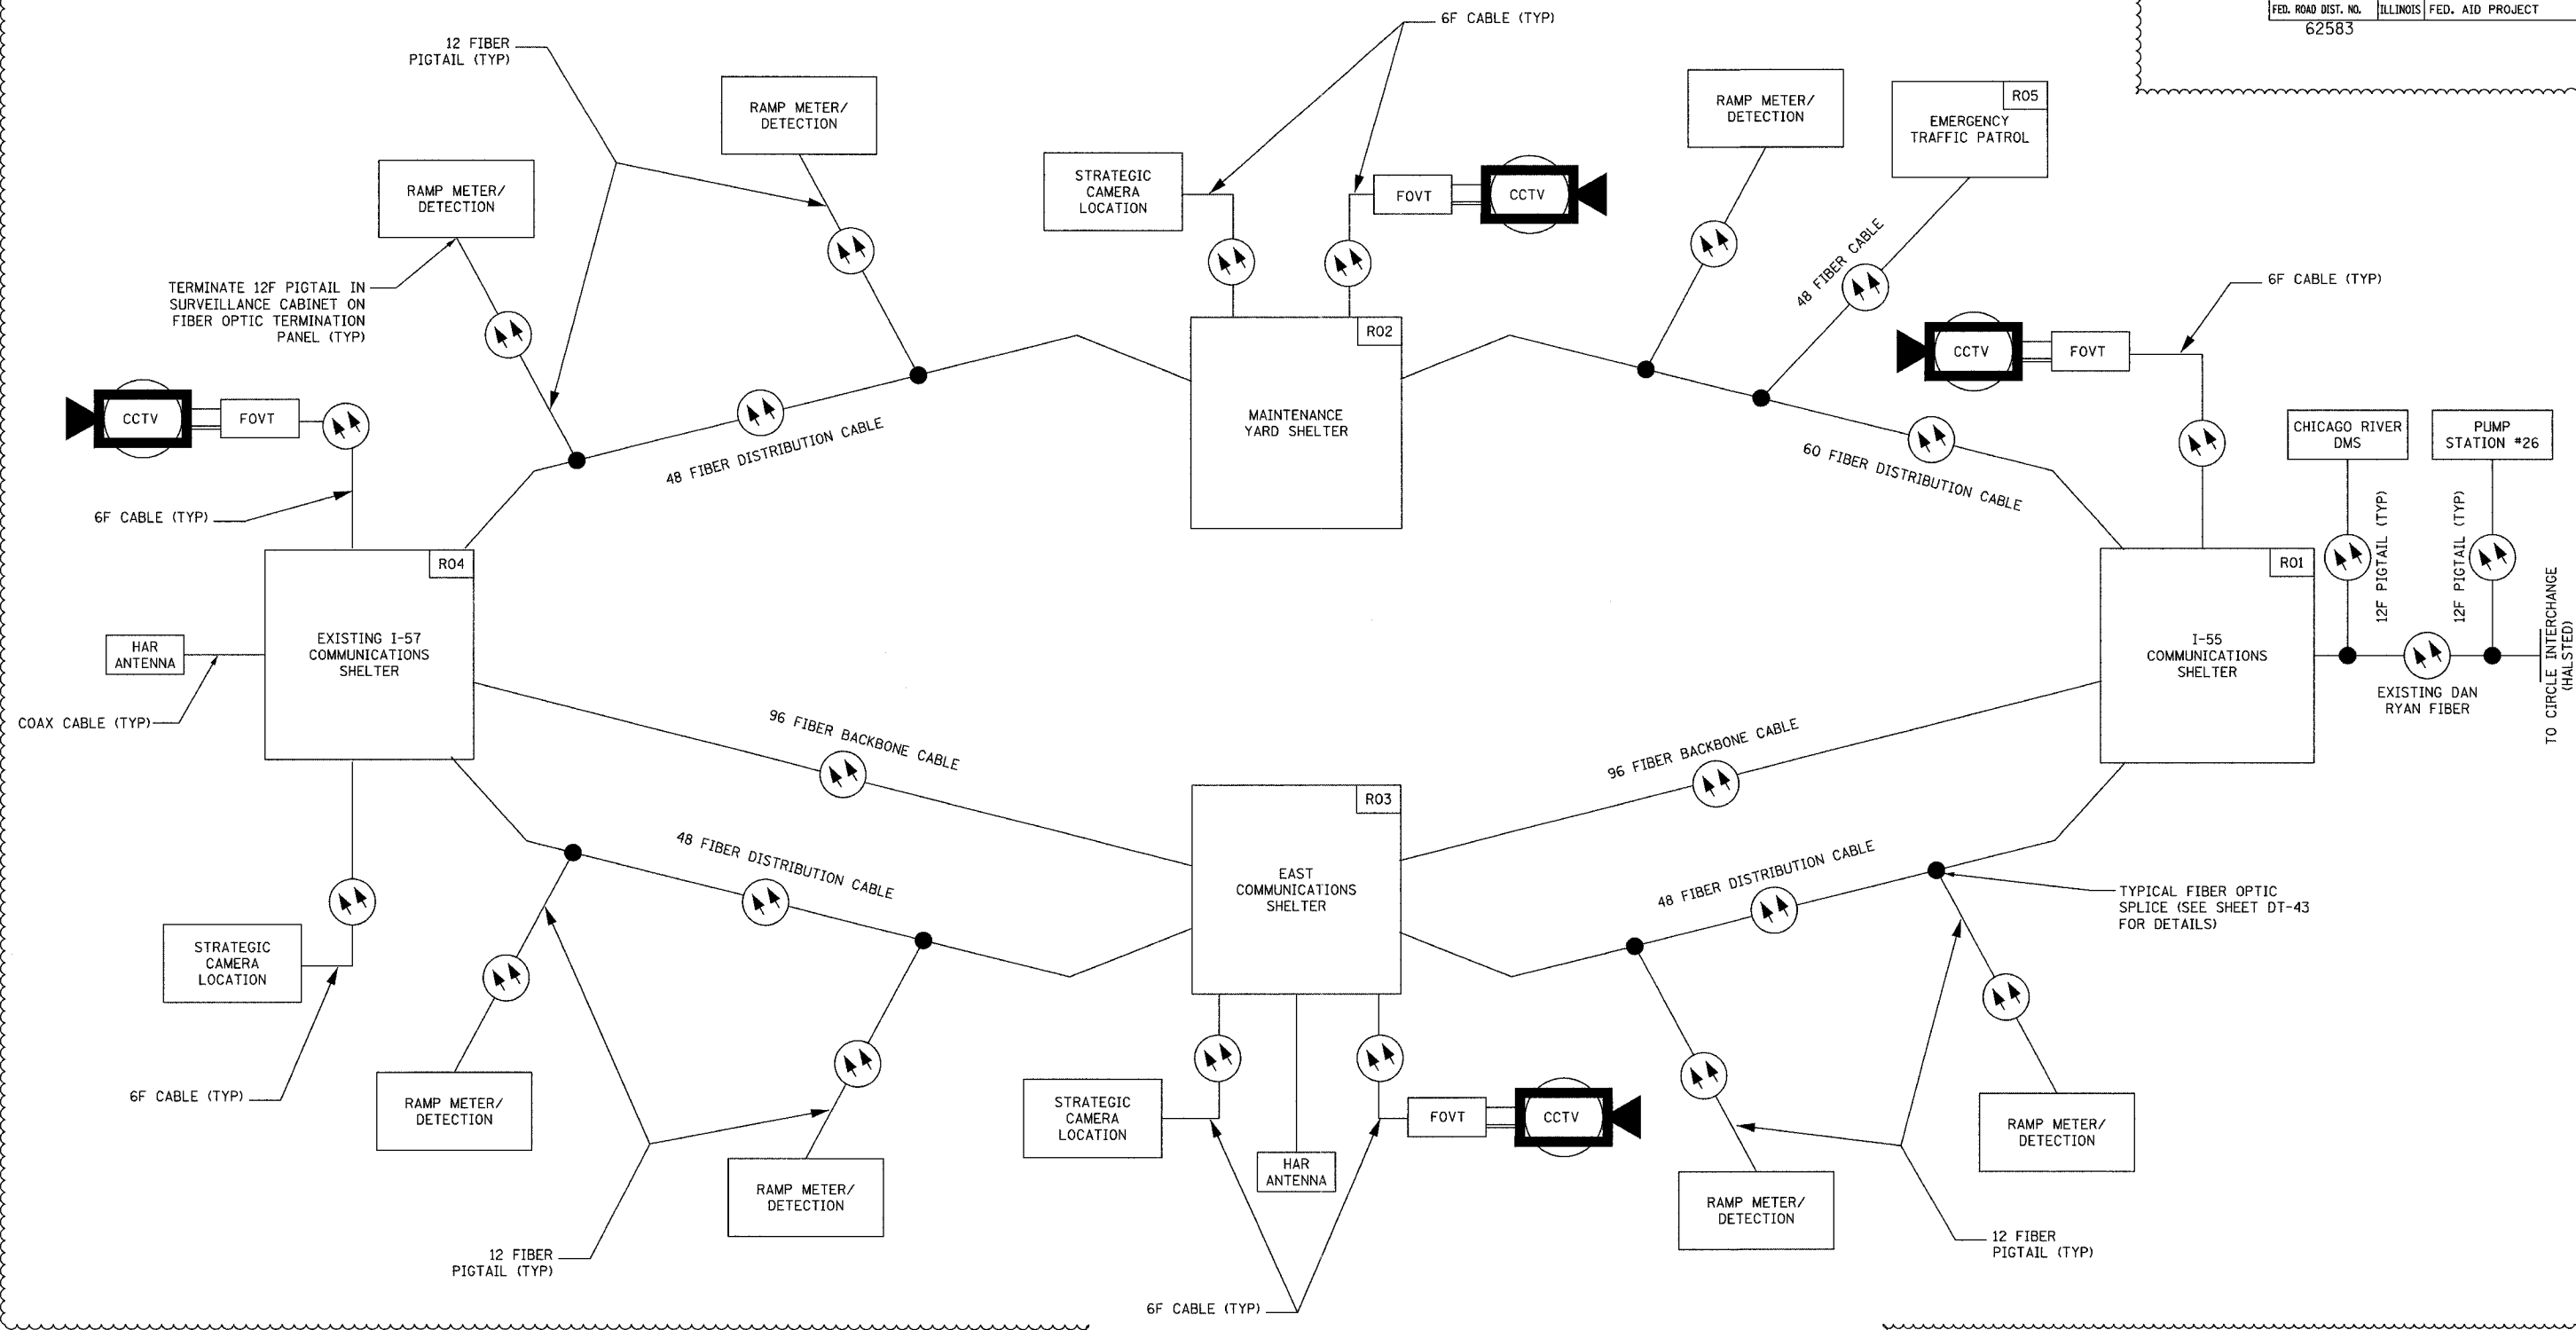 FED. ROAD DIST. NO. ILLINOIS FED. AID PROJECT
62583
6F CABLE (TYP)
12 FIBER
PIGTAIL (TYP)
RAMP METER/
DETECTION
RAMP METER/
DETECTION
R05
EMERGENCY
TRAFFIC PATROL
RAMP METER/
DETECTION
STRATEGIC
CAMERA
LOCATION
FOVT
CCTV
48 FIBER CABLE
TERMINATE 12F PIGTAIL IN
SURVEILLANCE CABINET ON
FIBER OPTIC TERMINATION
PANEL (TYP)
6F CABLE (TYP)
R02
MAINTENANCE
YARD SHELTER
CCTV
FOVT
CCTV
FOVT
48 FIBER DISTRIBUTION CABLE
60 FIBER DISTRIBUTION CABLE
CHICAGO RIVER
DMS
PUMP
STATION #26
12F PIGTAIL (TYP)
12F PIGTAIL (TYP)
6F CABLE (TYP)
R04
EXISTING I-57
COMMUNICATIONS
SHELTER
R01
I-55
COMMUNICATIONS
SHELTER
HAR
ANTENNA
COAX CABLE (TYP)
EXISTING DAN
RYAN FIBER
TO CIRCLE INTERCHANGE
(HALSTED)
96 FIBER BACKBONE CABLE
96 FIBER BACKBONE CABLE
R03
EAST
COMMUNICATIONS
SHELTER
48 FIBER DISTRIBUTION CABLE
48 FIBER DISTRIBUTION CABLE
TYPICAL FIBER OPTIC
SPLICE (SEE SHEET DT-43
FOR DETAILS)
STRATEGIC
CAMERA
LOCATION
6F CABLE (TYP)
RAMP METER/
DETECTION
STRATEGIC
CAMERA
LOCATION
FOVT
CCTV
RAMP METER/
DETECTION
HAR
ANTENNA
RAMP METER/
DETECTION
RAMP METER/
DETECTION
12 FIBER
PIGTAIL (TYP)
12 FIBER
PIGTAIL (TYP)
6F CABLE (TYP)